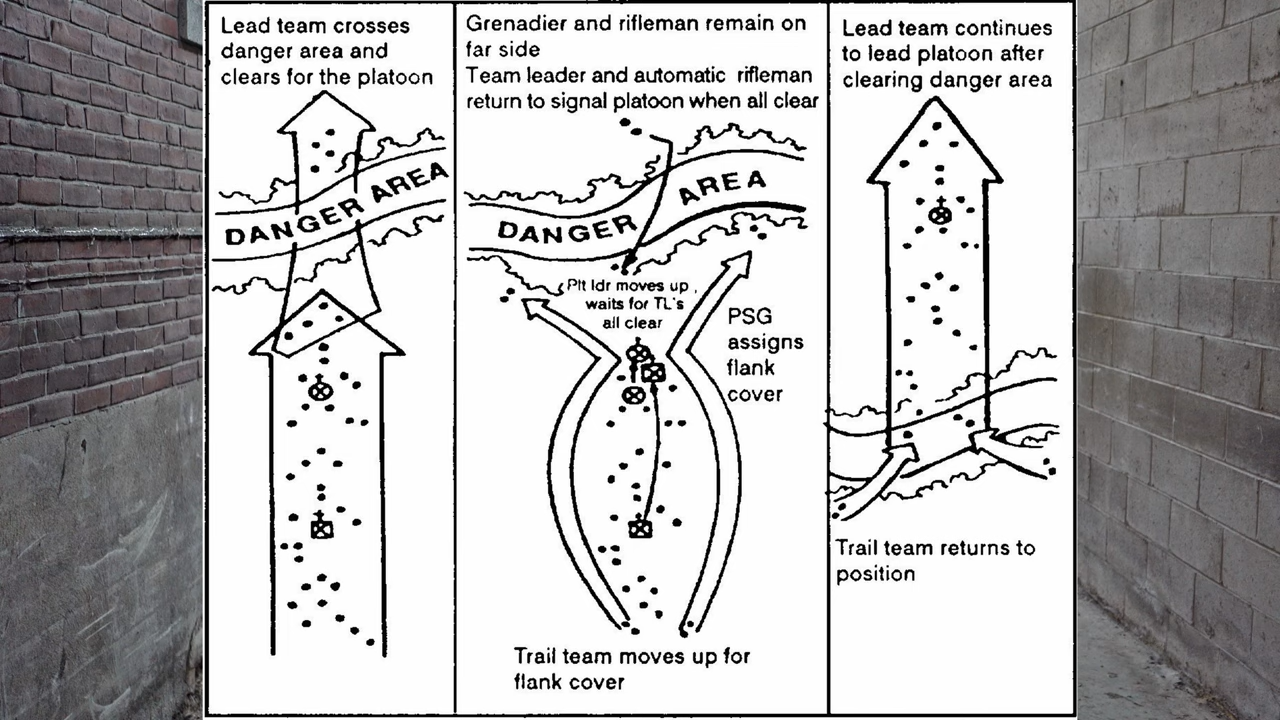 Lead team crosses
danger area and
clears for the platoon
DANGER AREA
Grenadier and rifleman remain on
far side
Team leader and automatic rifleman
return to signal platoon when all clear
DANGER AREA
Plt ldr moves up
waits for TL's
all clear
PSG
assigns
flank
cover
Trail team moves up for
flank cover
Lead team continues
to lead platoon after
clearing danger area
Trail team returns to
position